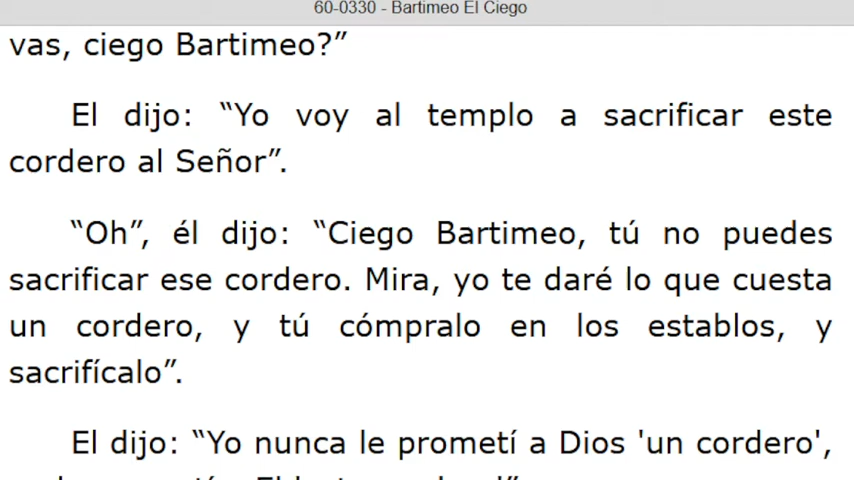 60-0330 - Bartimeo El Ciego
vas, ciego Bartimeo?”
El dijo: “Yo voy al templo a sacrificar este
cordero al Señor”.
“Oh”, él dijo: “Ciego Bartimeo, tú no puedes
sacrificar ese cordero. Mira, yo te daré lo que cuesta
un cordero, y tú cómpralo en los establos, y
sacrifícalo”.
El dijo: “Yo nunca le prometí a Dios 'un cordero',